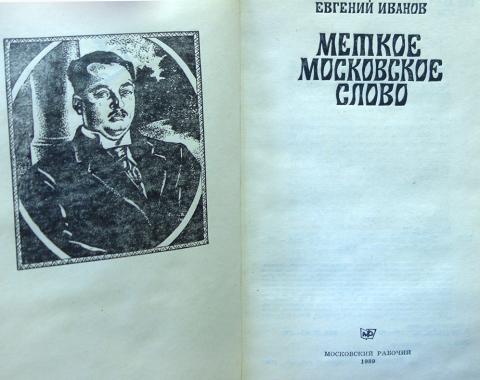 ЕВГЕНИЙ ИВАНОВ
МЕТКОЕ
МОСКОВСКОЕ
СЛОВО
МОСКОВСКИЙ РАБОЧИЙ
1989